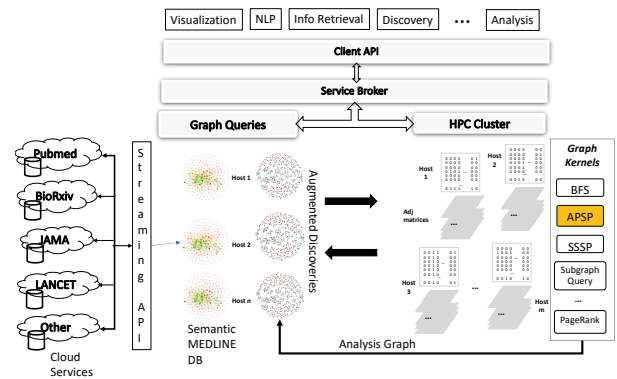 Visualization
NLP
Info Retrieval
Discovery
...
Analysis
Client API
Service Broker
Graph Queries
HPC Cluster
Pubmed
BioRxiv
JAMA
LANCET
Other
Cloud
Services
Streaming API
Host 1
Host 2
Host n
Semantic
MEDLINE
DB
Augmented Discoveries
Host
1
Host
2
Adj
matrices
...
...
Host
3
...
Host
m
...
...
Analysis Graph
Graph
Kernels
BFS
APSP
SSSP
Subgraph
Query
...
PageRank